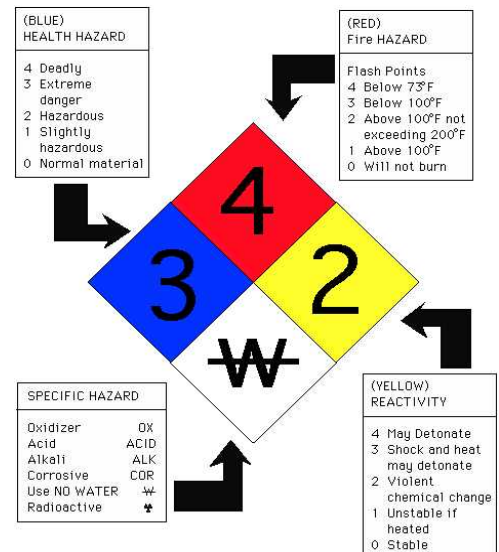 (BLUE)
HEALTH HAZARD
4 Deadly
3 Extreme
danger
2 Hazardous
1 Slightly
hazardous
0 Normal material
(RED)
Fire HAZARD
Flash Points
4 Below 73°F
3 Below 100°F
2 Above 100°F not
exceeding 200°F
1 Above 100°F
0 Will not burn
4
3
2
W
SPECIFIC HAZARD
Oxidizer OX
Acid ACID
Alkali ALK
Corrosive COR
Use NO WATER W
Radioactive
(YELLOW)
REACTIVITY
4 May Detonate
3 Shock and heat
may detonate
2 Violent
chemical change
1 Unstable if
heated
0 Stable